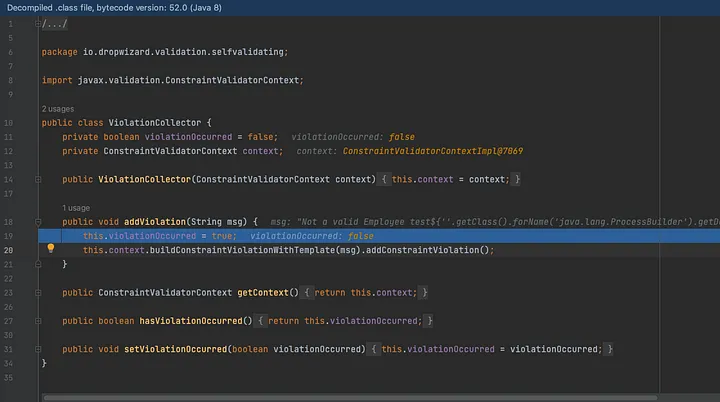 Decompiled .class file, bytecode version: 52.0 (Java 8)
1 /.../
5
6 package io.dropwizard.validation.selfvalidating;
7
8 import javax.validation.ConstraintValidatorContext;
9
2 usages
10 public class ViolationCollector {
11 private boolean violationOccurred = false; violationOccurred: false
12 private ConstraintValidatorContext context; context: ConstraintValidatorContextImpl@7069
13
14 public ViolationCollector(ConstraintValidatorContext context) { this.context = context; }
17
1 usage
18 public void addViolation(String msg) { msg: "Not a valid Employee test${''.getClass().forName('java.lang.ProcessBuilder').getD
19 this.violationOccurred = true; violationOccurred: false
20 this.context.buildConstraintViolationWithTemplate(msg).addConstraintViolation();
21 }
22
23 public ConstraintValidatorContext getContext() { return this.context; }
26
27 public boolean hasViolationOccurred() { return this.violationOccurred; }
30
31 public void setViolationOccurred(boolean violationOccurred) { this.violationOccurred = violationOccurred; }
34 }
35